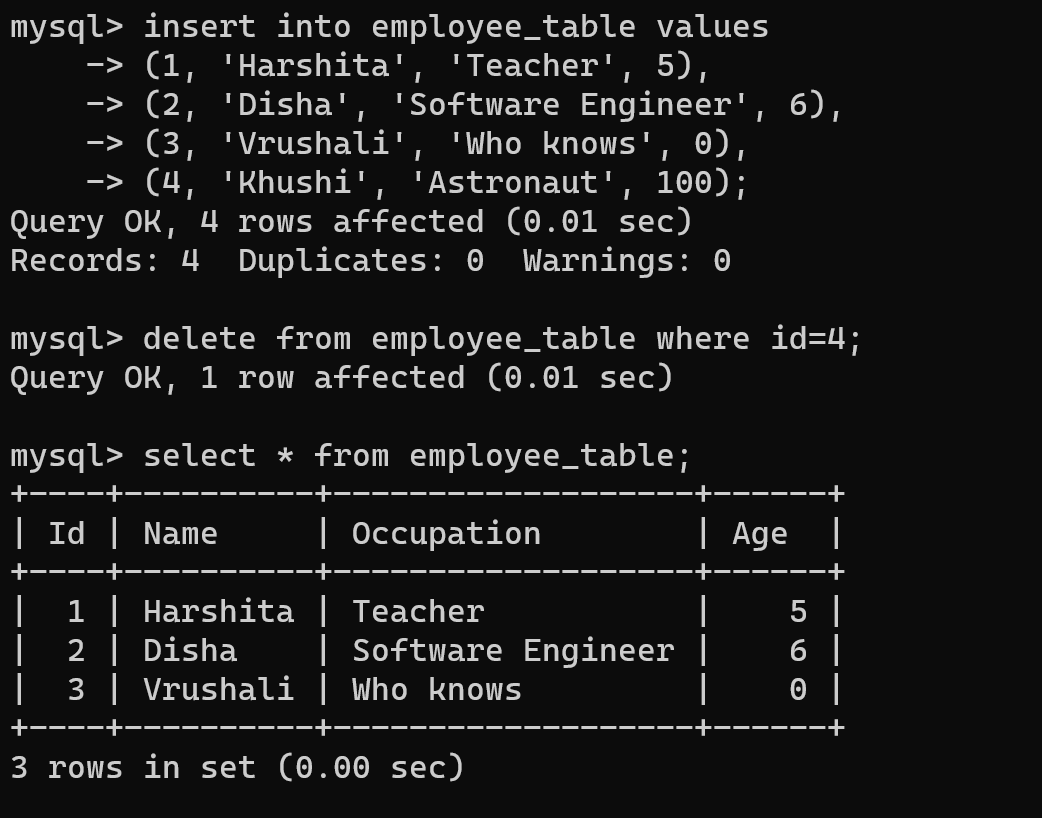 mysql> insert into employee_table values
    -> (1, 'Harshita', 'Teacher', 5),
    -> (2, 'Disha', 'Software Engineer', 6),
    -> (3, 'Vrushali', 'Who knows', 0),
    -> (4, 'Khushi', 'Astronaut', 100);
Query OK, 4 rows affected (0.01 sec)
Records: 4  Duplicates: 0  Warnings: 0

mysql> delete from employee_table where id=4;
Query OK, 1 row affected (0.01 sec)

mysql> select * from employee_table;
+----+----------+-------------------+------+
| Id | Name     | Occupation        | Age  |
+----+----------+-------------------+------+
|  1 | Harshita | Teacher           |    5 |
|  2 | Disha    | Software Engineer |    6 |
|  3 | Vrushali | Who knows         |    0 |
+----+----------+-------------------+------+
3 rows in set (0.00 sec)